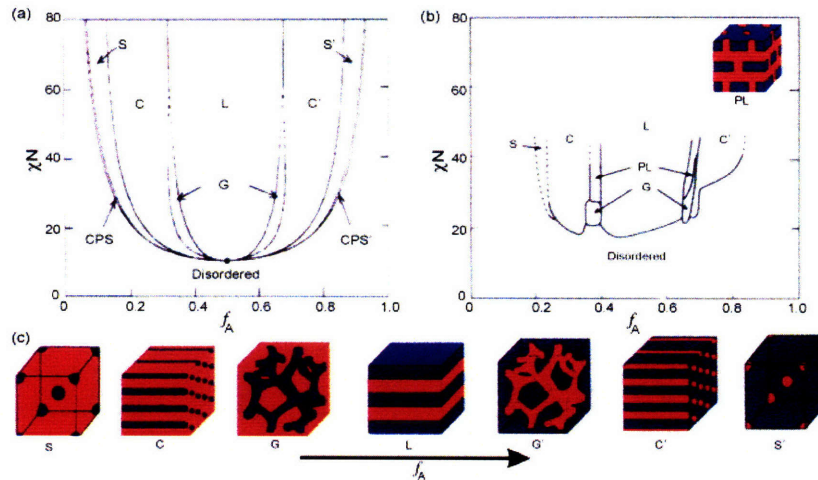 (a)
80
60
40
20
0
χN
S
S´
C
L
C´
G
CPS
CPS´
Disordered
0 0.2 0.4 0.6 0.8 1.0
fA
(b)
80
60
40
20
0
χN
PL
S
C
L
C´
PL
G
Disordered
0 0.2 0.4 0.6 0.8 1.0
fA
(c)
S C G L G´ C´ S´
fA